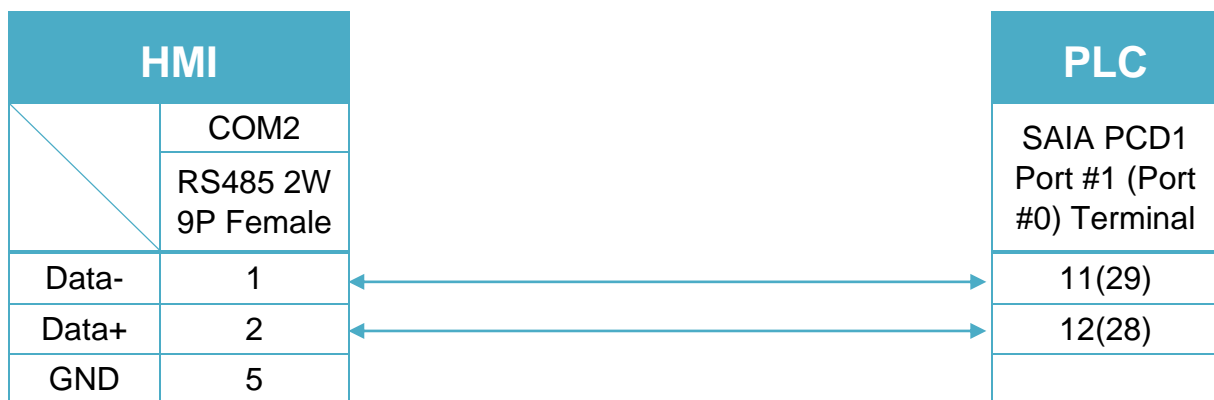 HMI
PLC
COM2
RS485 2W
9P Female
SAIA PCD1
Port #1 (Port
#0) Terminal
Data- 1 11(29)
Data+ 2 12(28)
GND 5